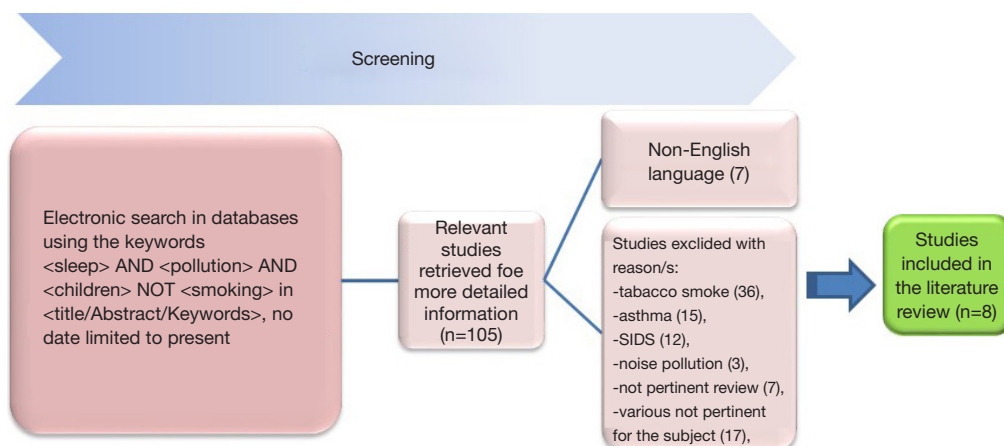 Screening
Electronic search in databases
using the keywords
<sleep> AND <pollution> AND
<children> NOT <smoking> in
<title/Abstract/Keywords>, no
date limited to present
Relevant
studies
retrieved foe
more detailed
information
(n=105)
Non-English
language (7)
Studies exclided with
reason/s:
-tabacco smoke (36),
-asthma (15),
-SIDS (12),
-noise pollution (3),
-not pertinent review (7),
-various not pertinent
for the subject (17),
Studies
included in
the literature
review (n=8)